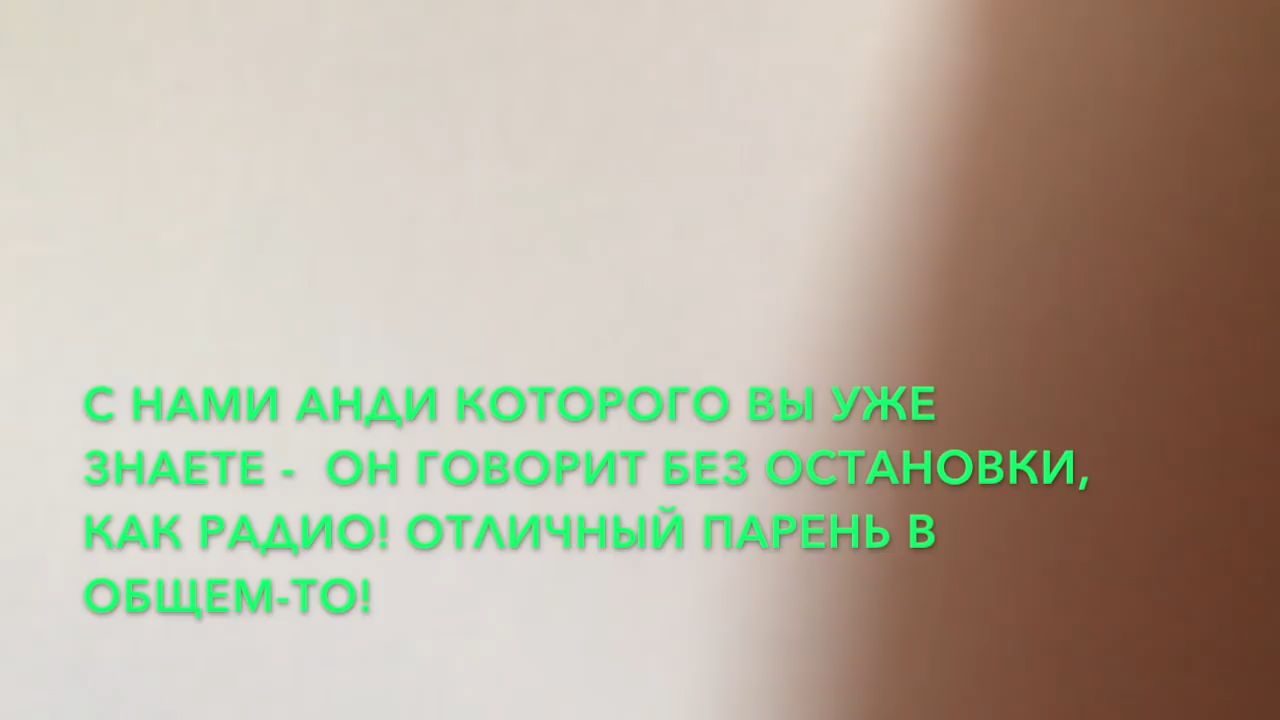 С НАМИ АНДИ КОТОРОГО ВЫ УЖЕ
ЗНАЕТЕ -  ОН ГОВОРИТ БЕЗ ОСТАНОВКИ,
КАК РАДИО! ОТЛИЧНЫЙ ПАРЕНЬ В
ОБЩЕМ-ТО!